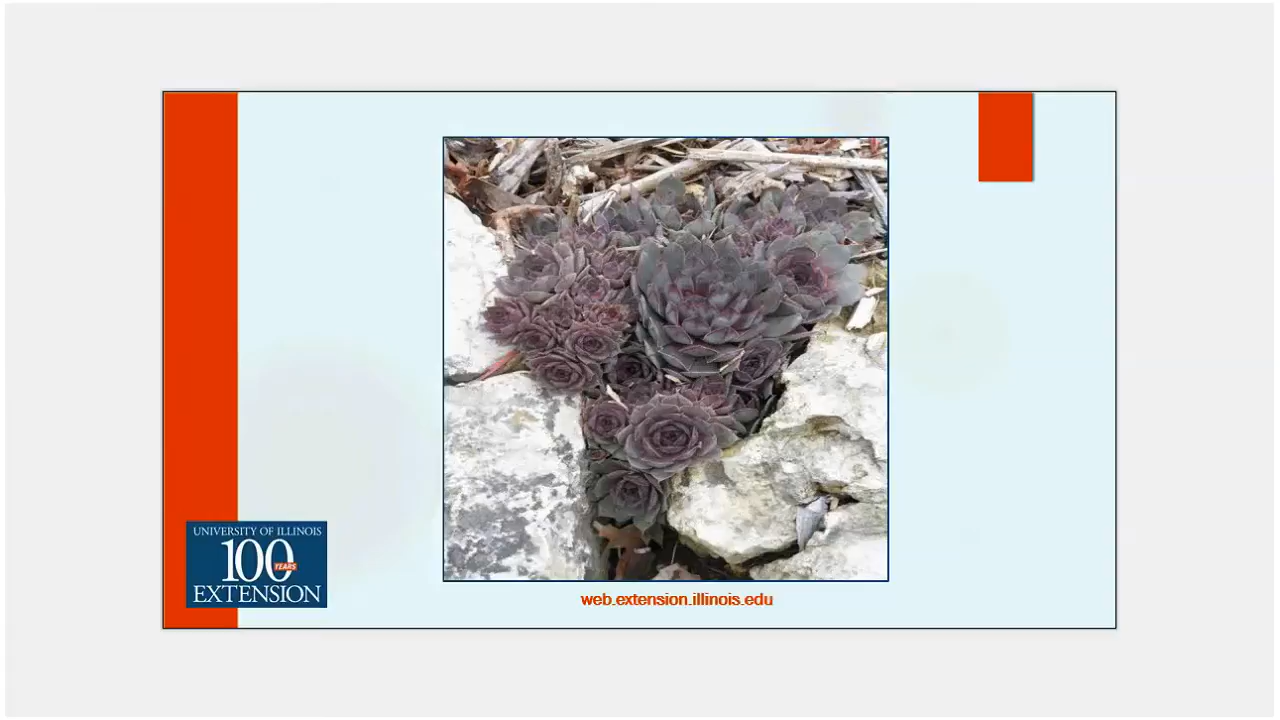 UNIVERSITY OF ILLINOIS
100
YEARS
EXTENSION
web.extension.illinois.edu